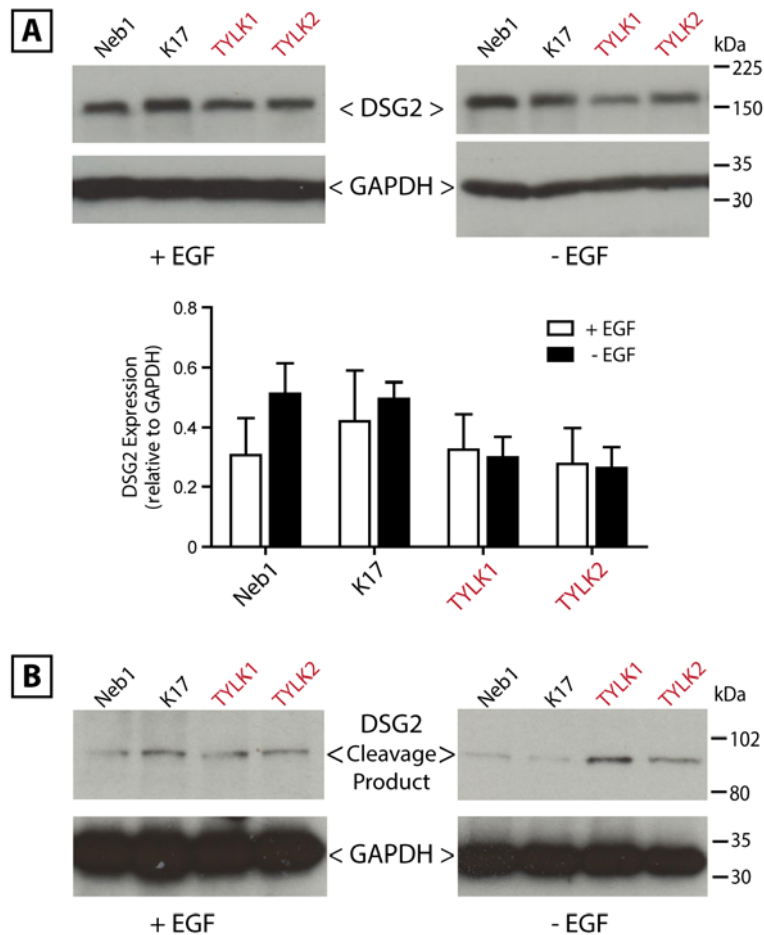 A
Neb1 K17 TYLK1 TYLK2
Neb1 K17 TYLK1 TYLK2
kDa
225
< DSG2 >
150
35
< GAPDH >
30
+ EGF
- EGF
0.8
+ EGF
- EGF
0.6
0.4
0.2
0
DSG2 Expression
(relative to GAPDH)
Neb1 K17 TYLK1 TYLK2
B
Neb1 K17 TYLK1 TYLK2
Neb1 K17 TYLK1 TYLK2
kDa
DSG2
102
<Cleavage>
Product
80
35
< GAPDH >
30
+ EGF
- EGF